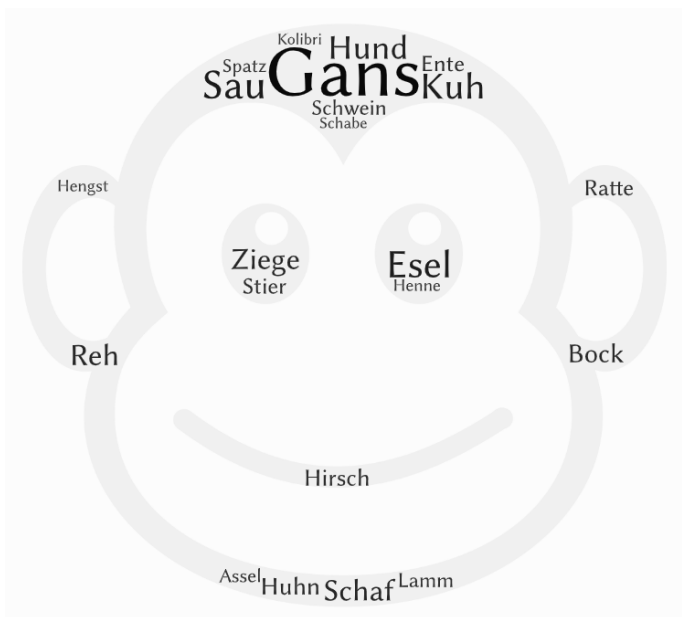 Kolibri Hund
Spatz Ente
Sau Gans Kuh
Schwein
Schabe
Hengst Ratte
Ziege Esel
Stier Henne
Reh Bock
Hirsch
Assel Huhn Schaf Lamm